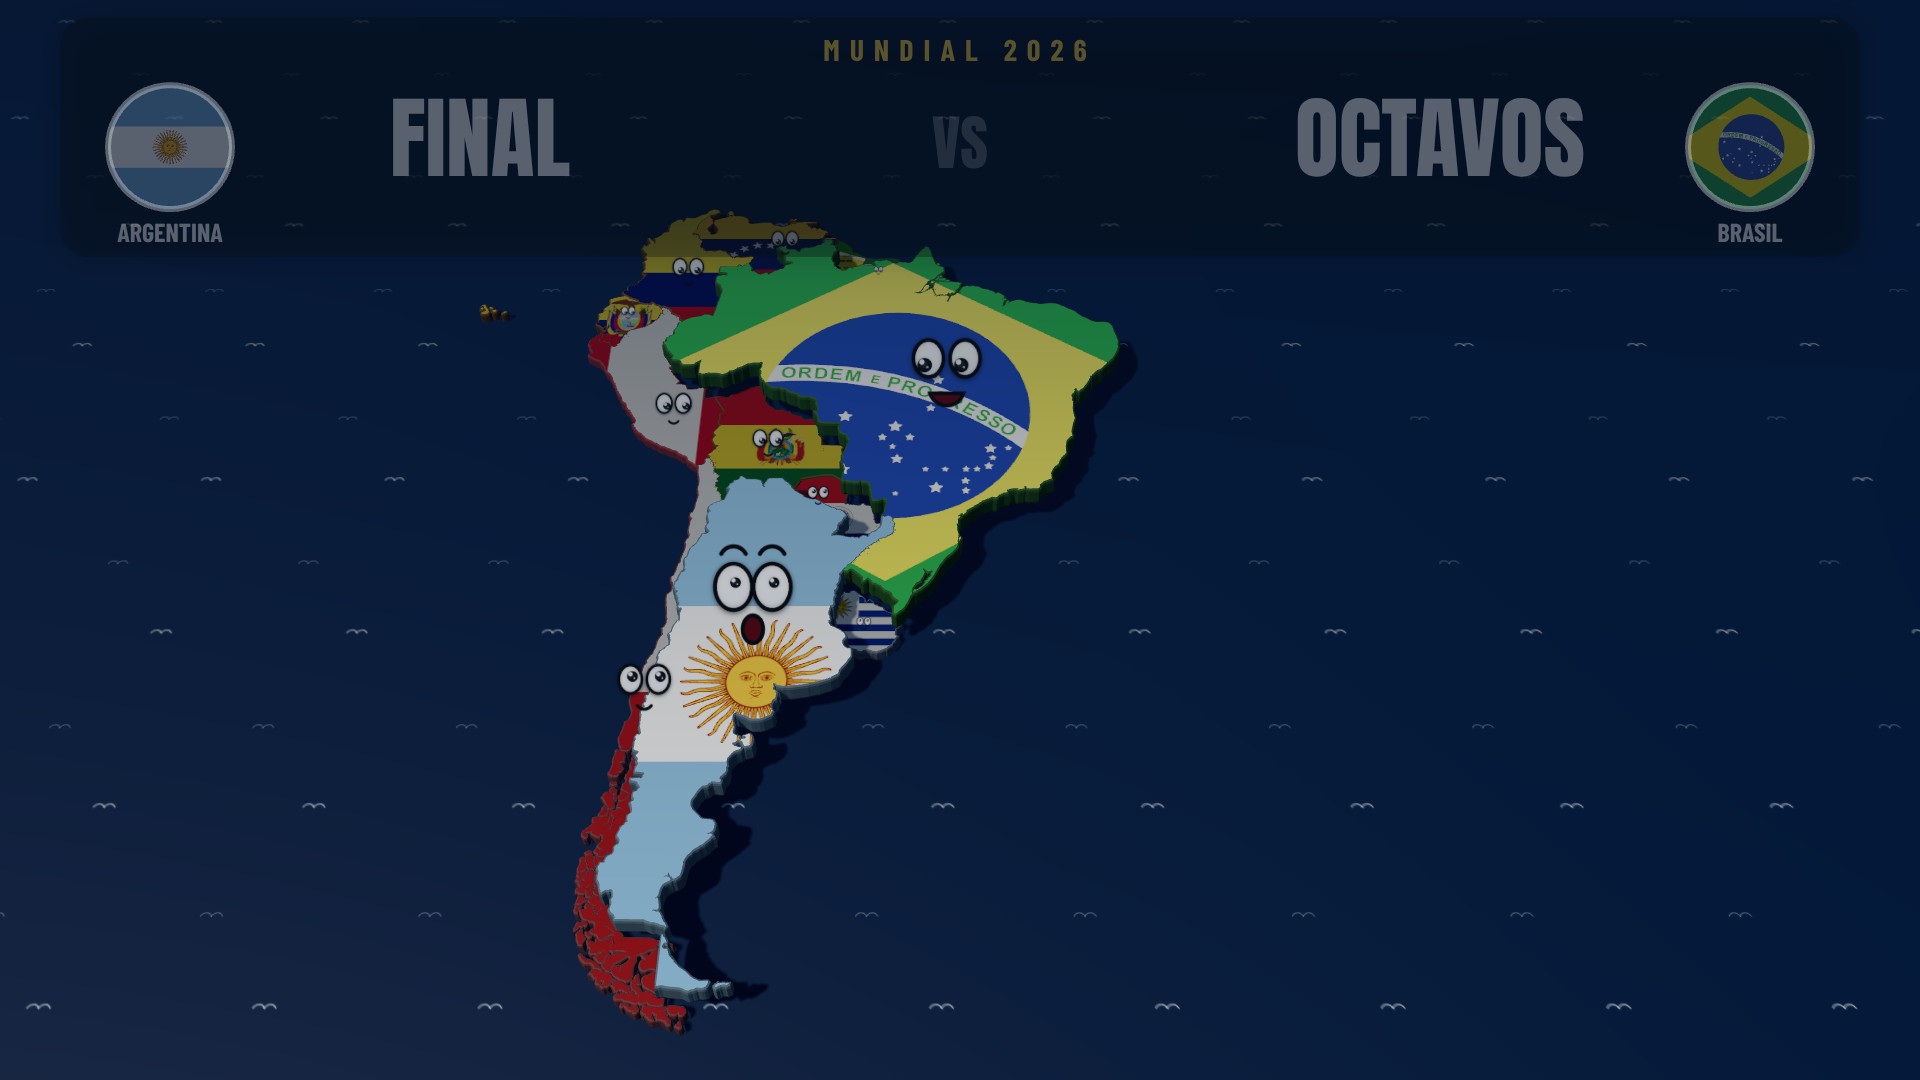 MUNDIAL 2026
FINAL
VS
OCTAVOS
ARGENTINA
BRASIL
ORDEM E PROGRESSO